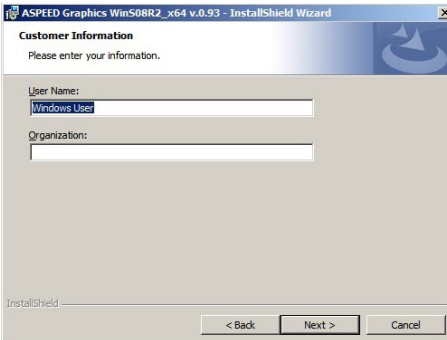 ASPEED Graphics WinS08R2_x64 v.0.93 - InstallShield Wizard
Customer Information
Please enter your information.
User Name:
Windows User
Organization:
InstallShield
< Back
Next >
Cancel